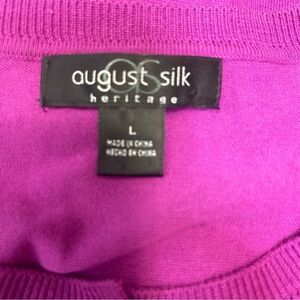 august silk
heritage
L
MADE IN CHINA
HECHO EN CHINA